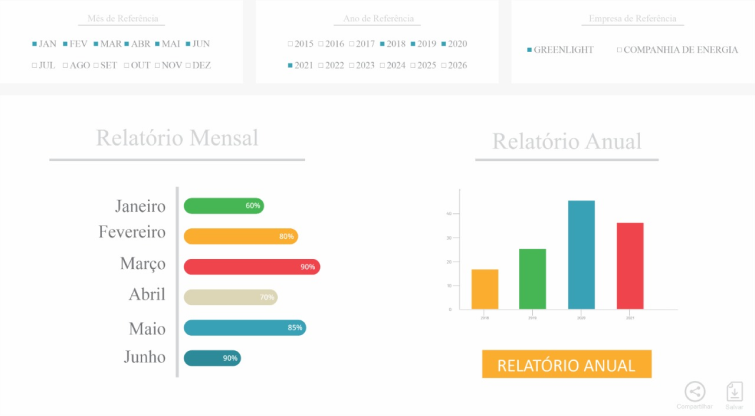 Mês de Referência
Ano de Referência
Empresa de Referência
JAN FEV MAR ABR MAI JUN
JUL AGO SET OUT NOV DEZ
2015 2016 2017 2018 2019 2020
2021 2022 2023 2024 2025 2026
GREENLIGHT COMPANHIA DE ENERGIA
Relatório Mensal
Janeiro 60%
Fevereiro 80%
Março 90%
Abril 70%
Maio 85%
Junho 90%
Relatório Anual
40
30
20
10
0
2018 2019 2020 2021
RELATÓRIO ANUAL
Compartilhar
Salvar